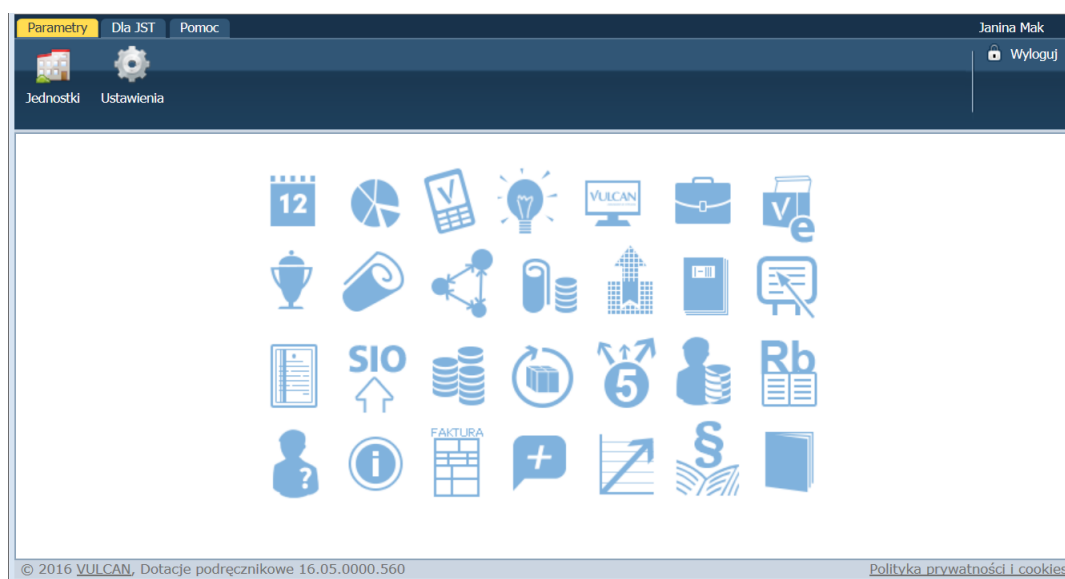 Parametry Dla JST Pomoc Janina Mak
Wyloguj
Jednostki Ustawienia
12 V VULCAN V e
I-III
SIO 5 Rb
? i FAKTURA + §
© 2016 VULCAN, Dotacje podręcznikowe 16.05.0000.560 Polityka prywatności i cookies